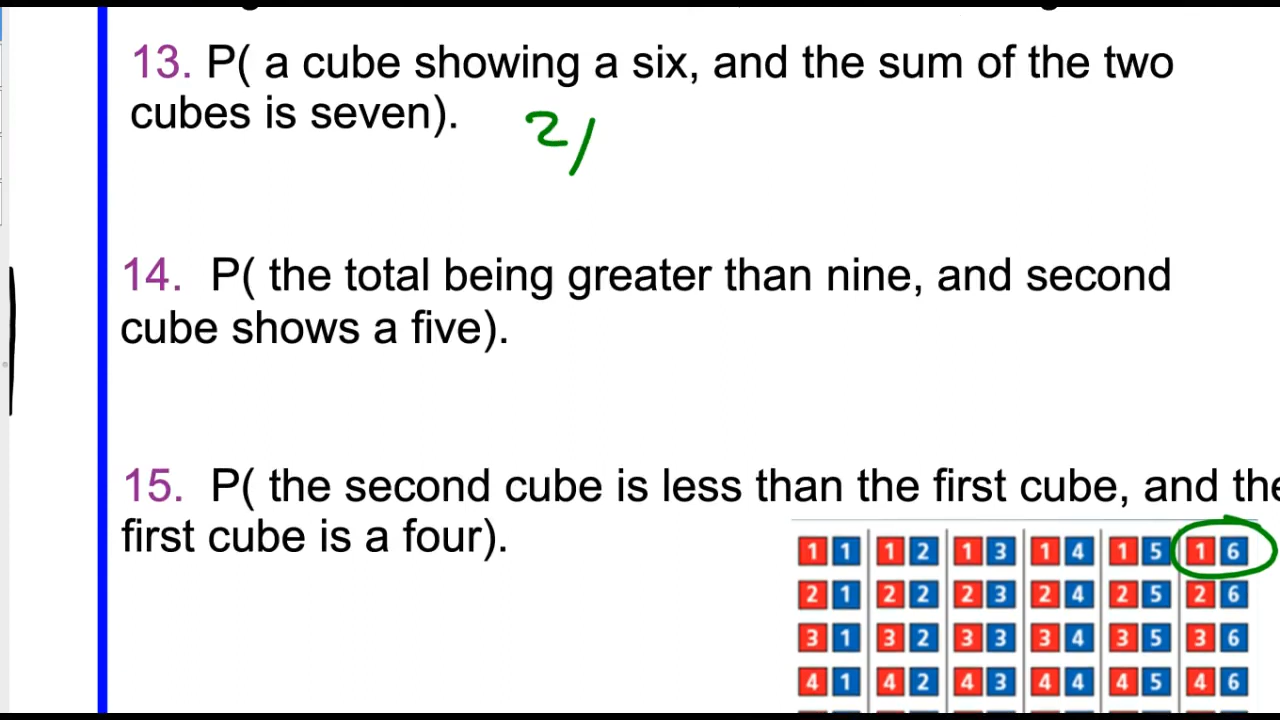 13. P( a cube showing a six, and the sum of the two
cubes is seven).
2/
14. P( the total being greater than nine, and second
cube shows a five).
15. P( the second cube is less than the first cube, and the
first cube is a four).
1 1 1 2 1 3 1 4 1 5 1 6
2 1 2 2 2 3 2 4 2 5 2 6
3 1 3 2 3 3 3 4 3 5 3 6
4 1 4 2 4 3 4 4 4 5 4 6